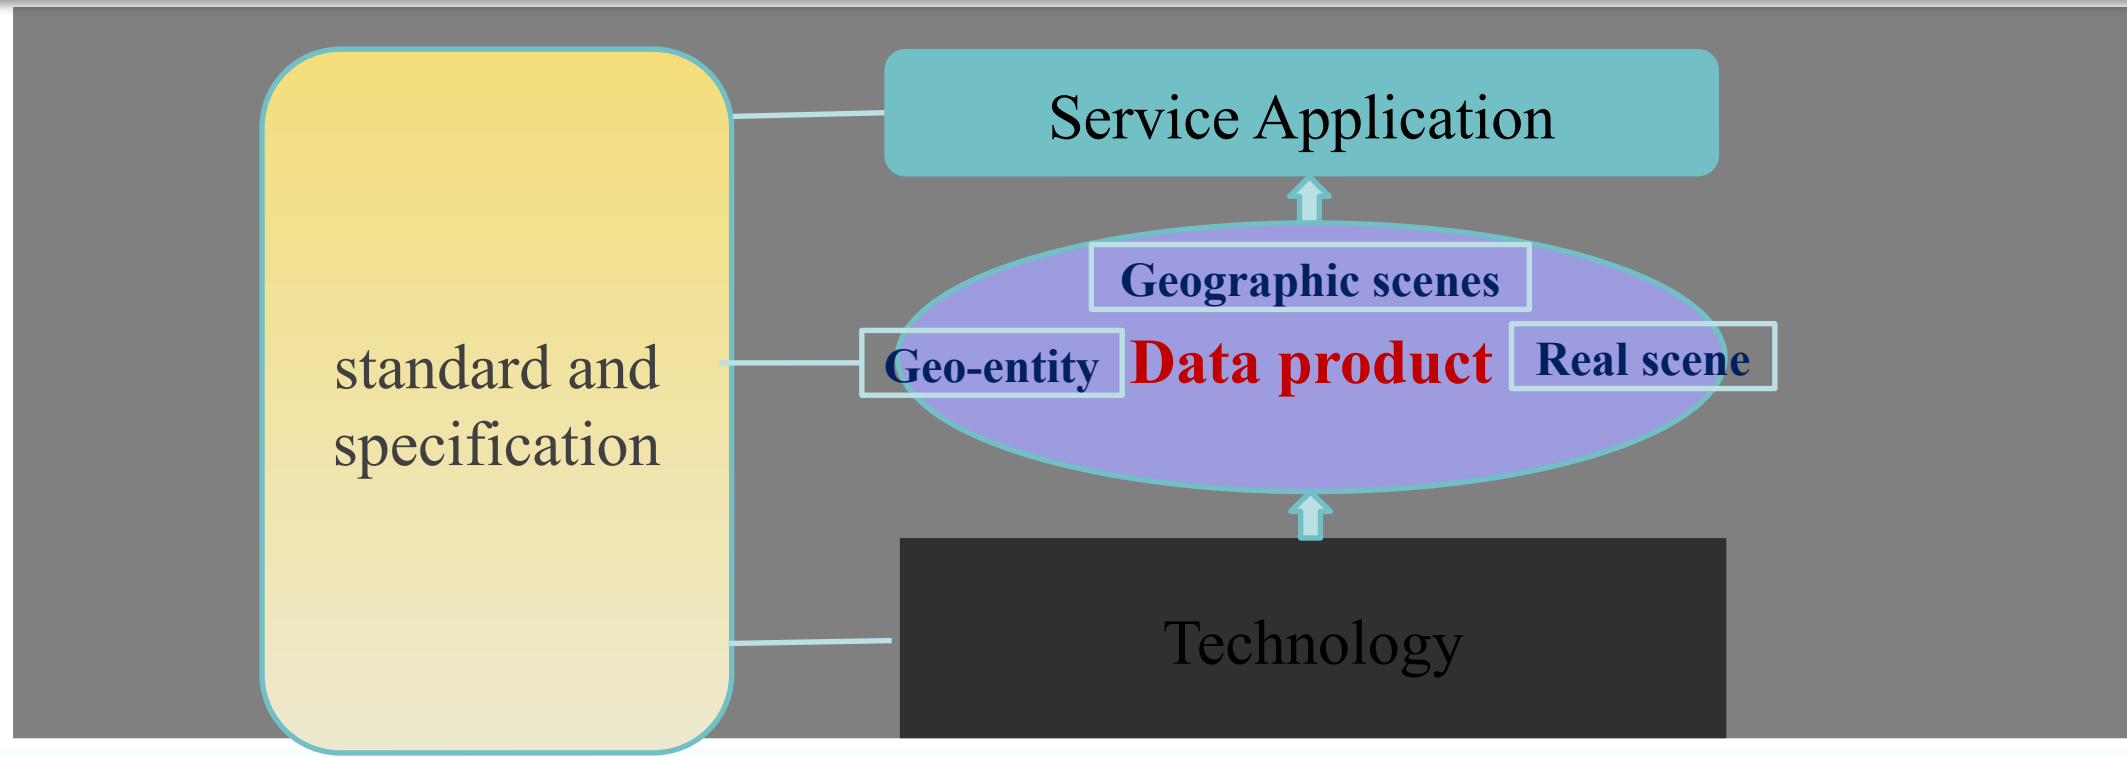 Service Application
Geographic scenes
standard and
specification
Geo-entity
Data product
Real scene
Technology